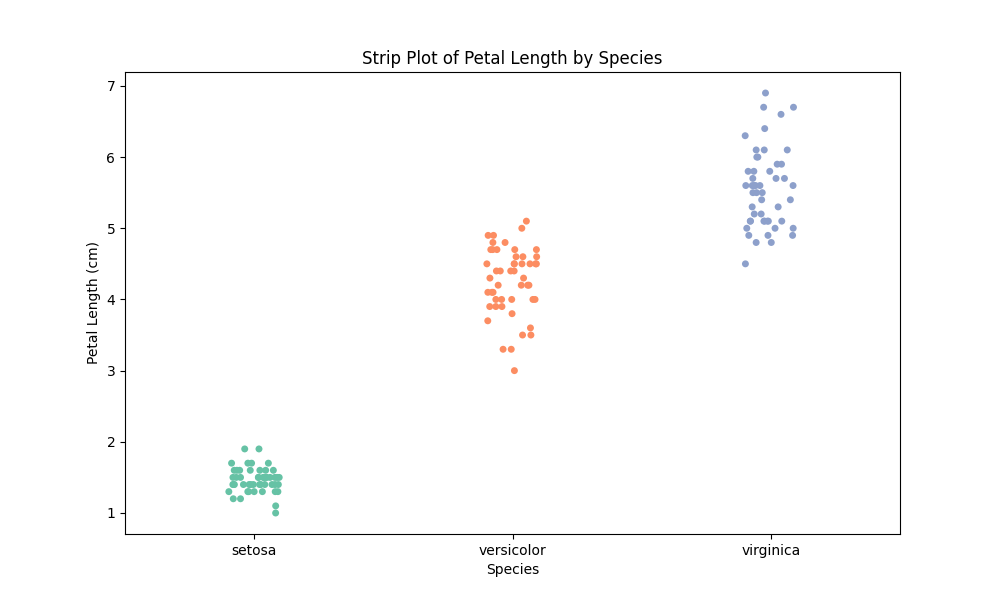 Strip Plot of Petal Length by Species
Petal Length (cm)
7
6
5
4
3
2
1
setosa versicolor virginica
Species